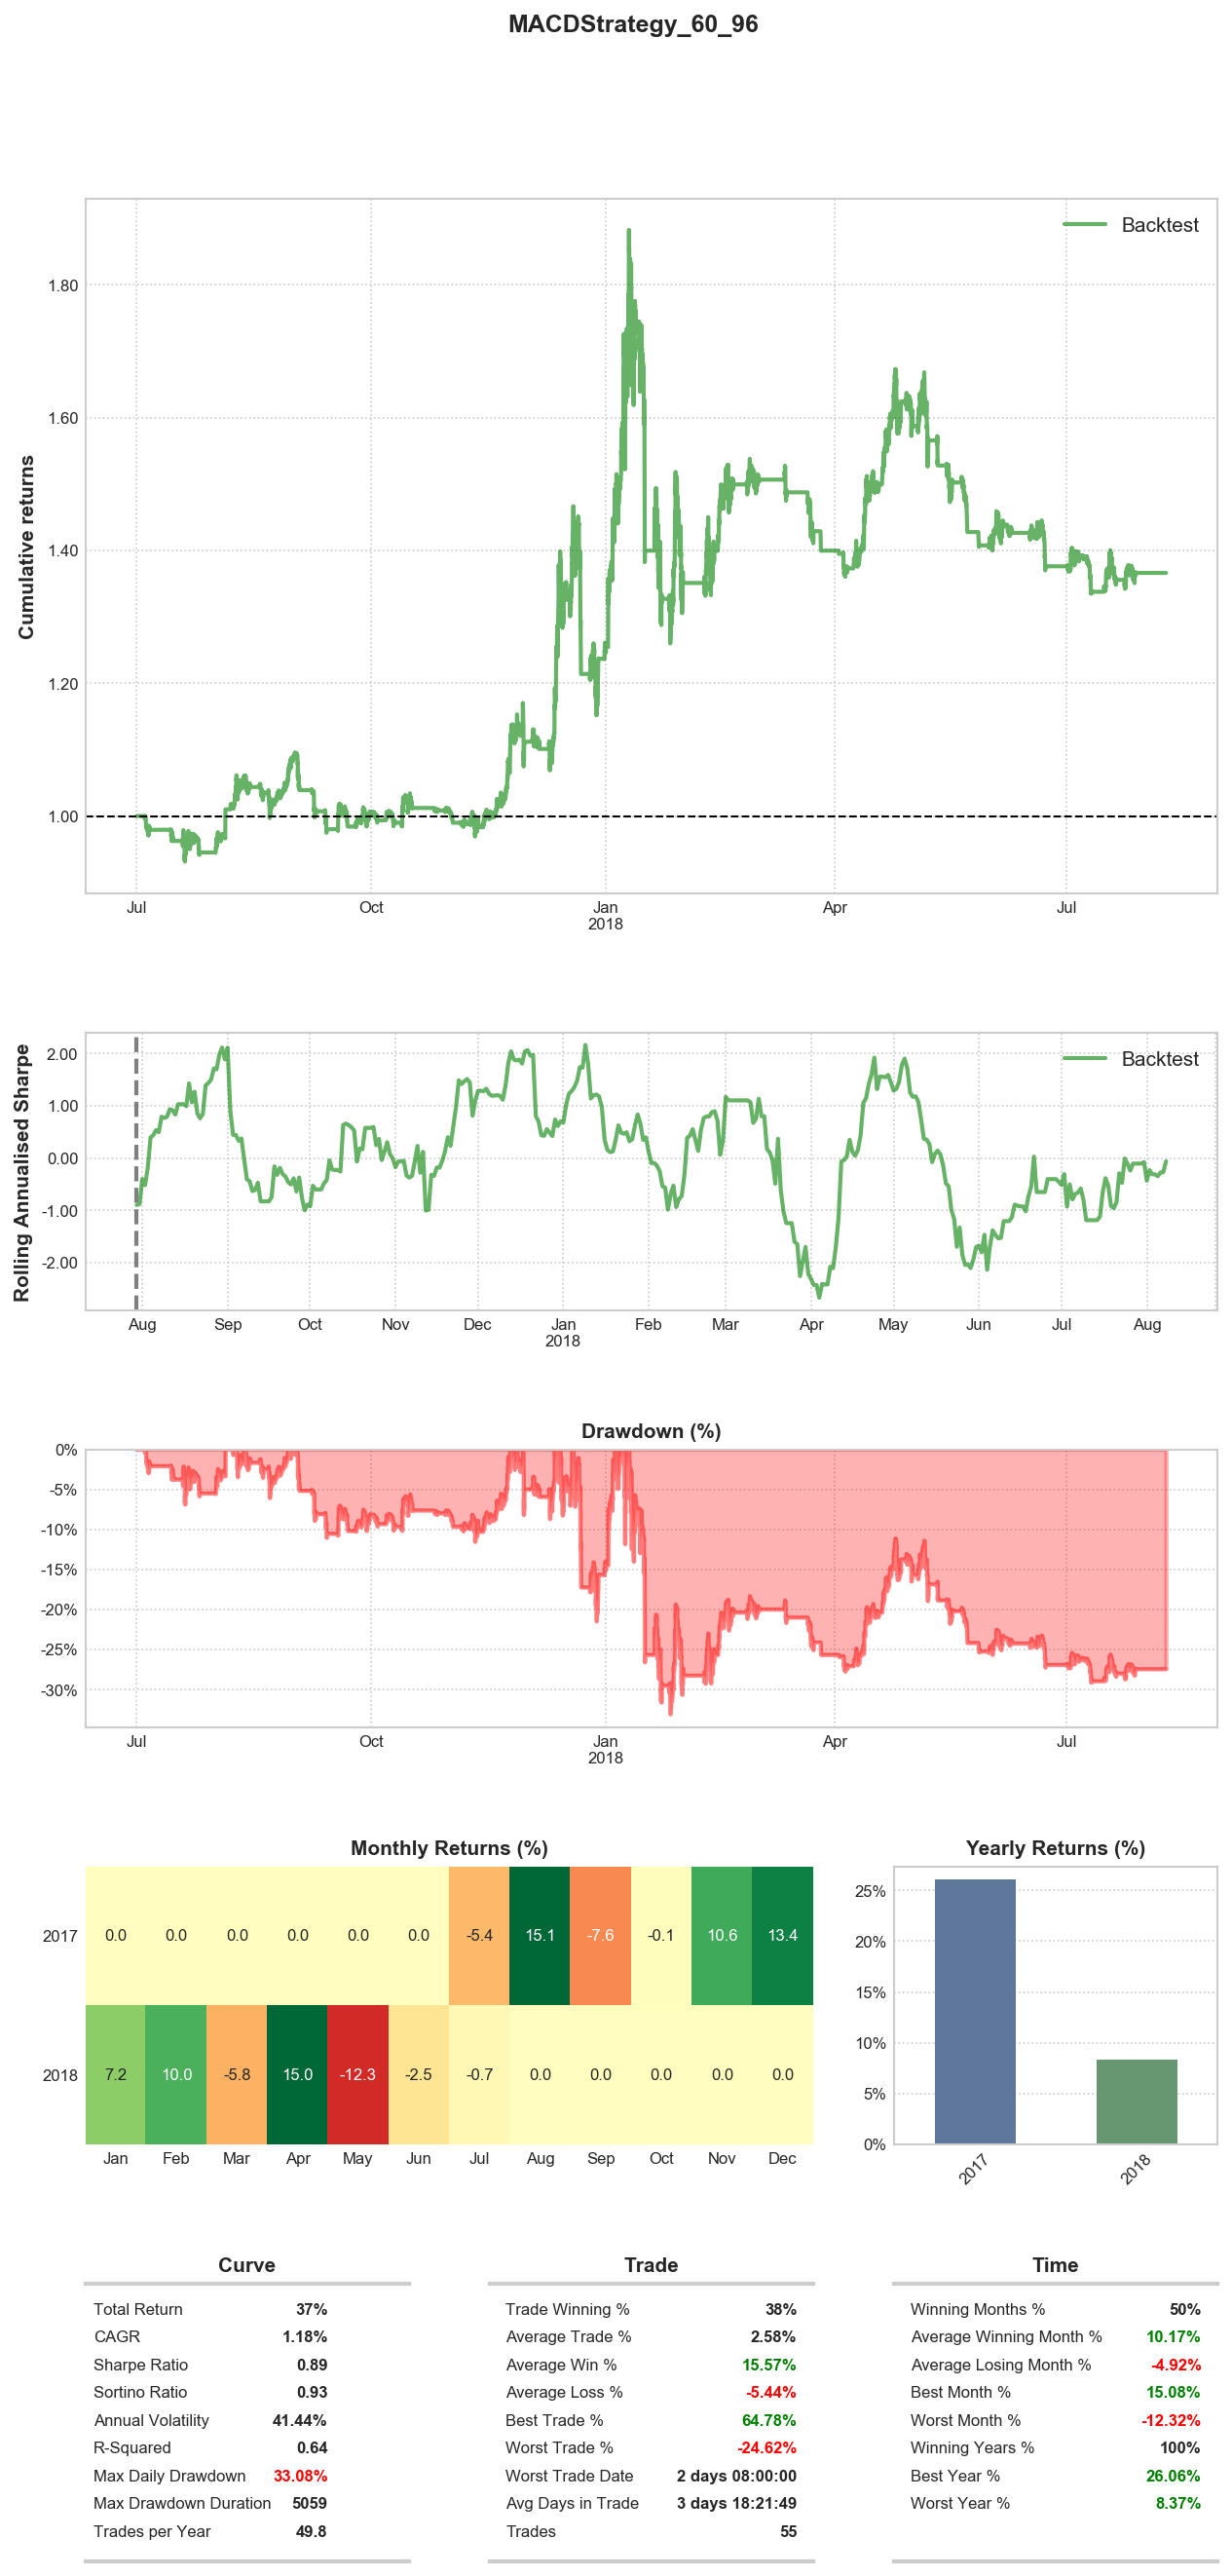 MACDStrategy_60_96
Backtest
Cumulative returns
1.80
1.60
1.40
1.20
1.00
Jul Oct Jan Apr Jul
2018
Backtest
Rolling Annualised Sharpe
2.00
1.00
0.00
-1.00
-2.00
Aug Sep Oct Nov Dec Jan Feb Mar Apr May Jun Jul Aug
2018
Drawdown (%)
0%
-5%
-10%
-15%
-20%
-25%
-30%
Jul Oct Jan Apr Jul
2018
Monthly Returns (%)
2017 0.0 0.0 0.0 0.0 0.0 0.0 -5.4 15.1 -7.6 -0.1 10.6 13.4
2018 7.2 10.0 -5.8 15.0 -12.3 -2.5 -0.7 0.0 0.0 0.0 0.0 0.0
Jan Feb Mar Apr May Jun Jul Aug Sep Oct Nov Dec
Yearly Returns (%)
25%
20%
15%
10%
5%
0%
2017 2018
Curve
Total Return 37%
CAGR 1.18%
Sharpe Ratio 0.89
Sortino Ratio 0.93
Annual Volatility 41.44%
R-Squared 0.64
Max Daily Drawdown 33.08%
Max Drawdown Duration 5059
Trades per Year 49.8
Trade
Trade Winning % 38%
Average Trade % 2.58%
Average Win % 15.57%
Average Loss % -5.44%
Best Trade % 64.78%
Worst Trade % -24.62%
Worst Trade Date 2 days 08:00:00
Avg Days in Trade 3 days 18:21:49
Trades 55
Time
Winning Months % 50%
Average Winning Month % 10.17%
Average Losing Month % -4.92%
Best Month % 15.08%
Worst Month % -12.32%
Winning Years % 100%
Best Year % 26.06%
Worst Year % 8.37%